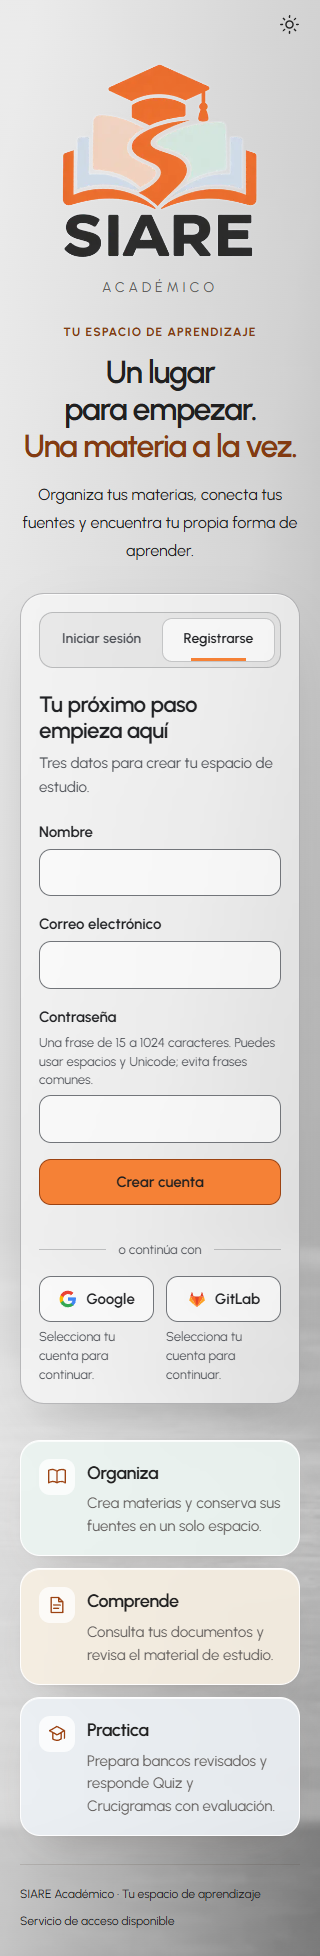 SIARE
ACADÉMICO
TU ESPACIO DE APRENDIZAJE
Un lugar
para empezar.
Una materia a la vez.
Organiza tus materias, conecta tus
fuentes y encuentra tu propia forma de
aprender.
Iniciar sesión
Registrarse
Tu próximo paso
empieza aquí
Tres datos para crear tu espacio de
estudio.
Nombre
Correo electrónico
Contraseña
Una frase de 15 a 1024 caracteres. Puedes
usar espacios y Unicode; evita frases
comunes.
Crear cuenta
o continúa con
Google
GitLab
Selecciona tu
cuenta para
continuar.
Selecciona tu
cuenta para
continuar.
Organiza
Crea materias y conserva sus
fuentes en un solo espacio.
Comprende
Consulta tus documentos y
revisa el material de estudio.
Practica
Prepara bancos revisados y
responde Quiz y
Crucigramas con evaluación.
SIARE Académico · Tu espacio de aprendizaje
Servicio de acceso disponible